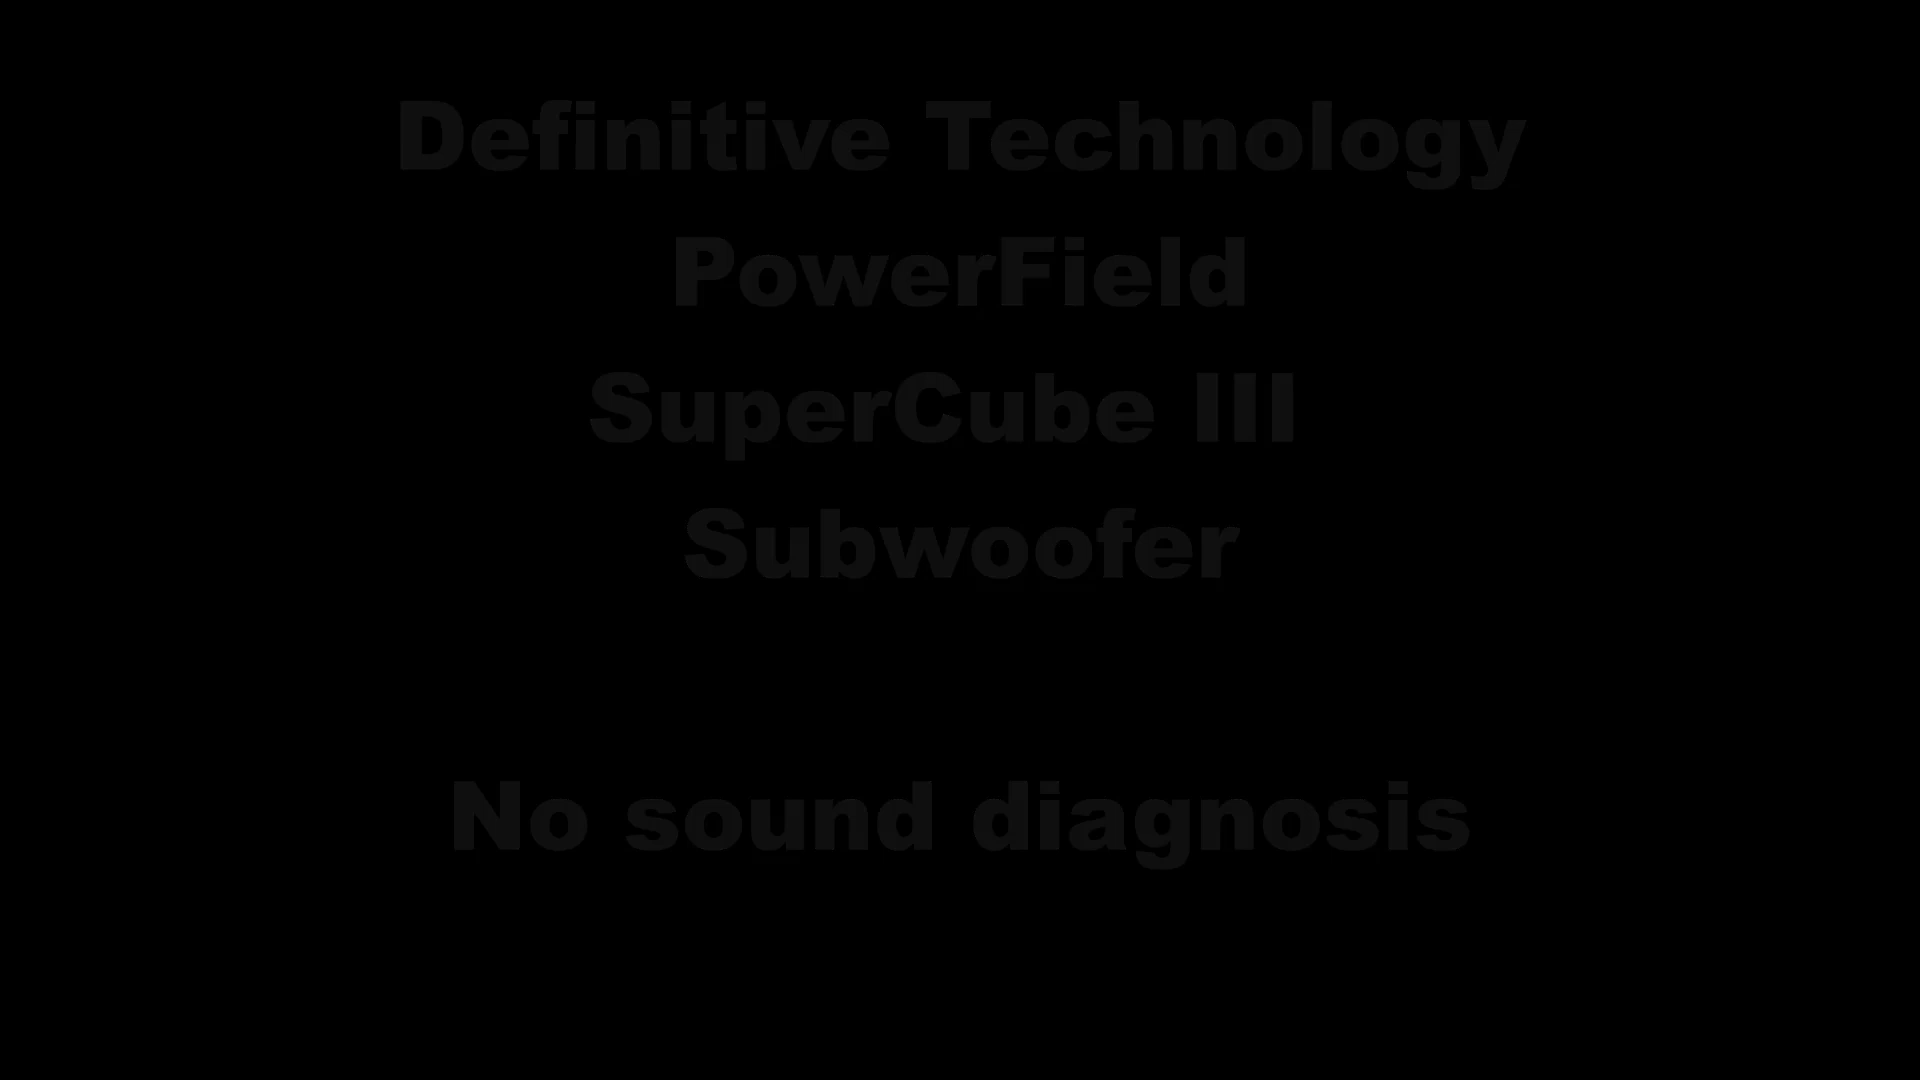 Definitive Technology
PowerField
SuperCube III
Subwoofer
No sound diagnosis